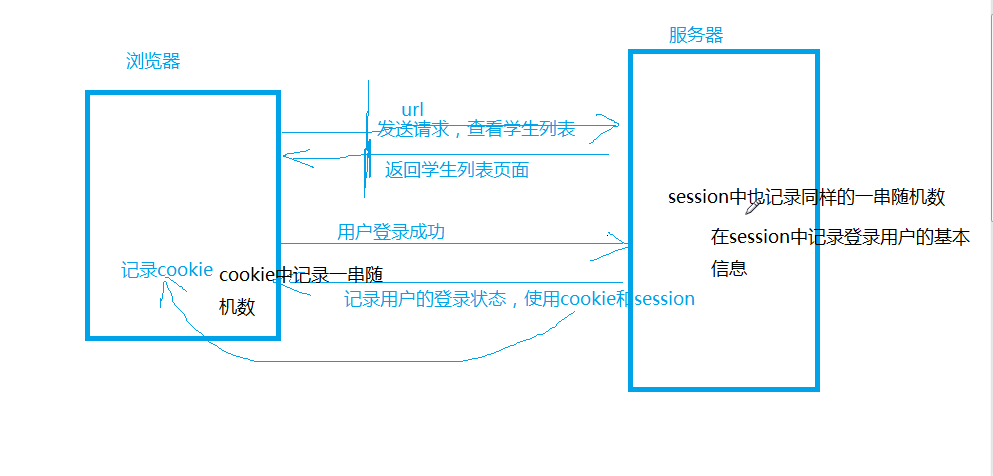 服务器
浏览器
url
发送请求，查看学生列表
返回学生列表页面
session中也记录同样的一串随机数
用户登录成功
在session中记录登录用户的基本
信息
记录cookie
cookie中记录一串随
机数
记录用户的登录状态，使用cookie和session